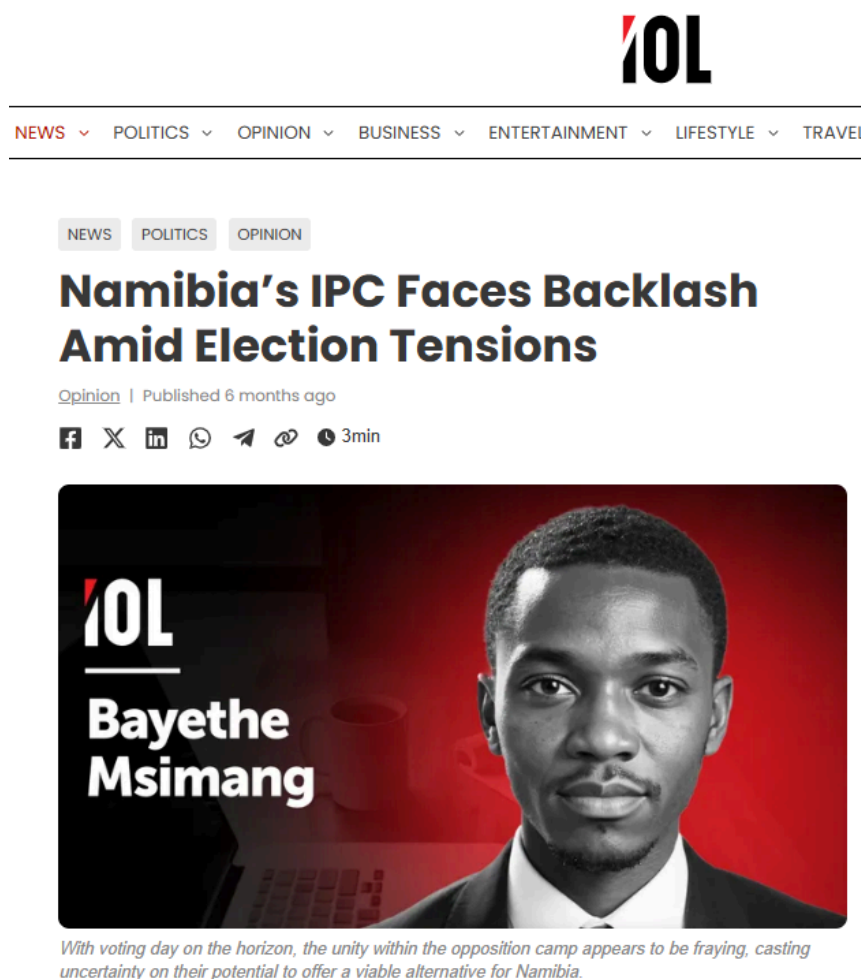 IOL
NEWS POLITICS OPINION BUSINESS ENTERTAINMENT LIFESTYLE TRAVEL
NEWS POLITICS OPINION
Namibia’s IPC Faces Backlash
Amid Election Tensions
Opinion | Published 6 months ago
3min
IOL
Bayethe
Msimang
With voting day on the horizon, the unity within the opposition camp appears to be fraying, casting
uncertainty on their potential to offer a viable alternative for Namibia.